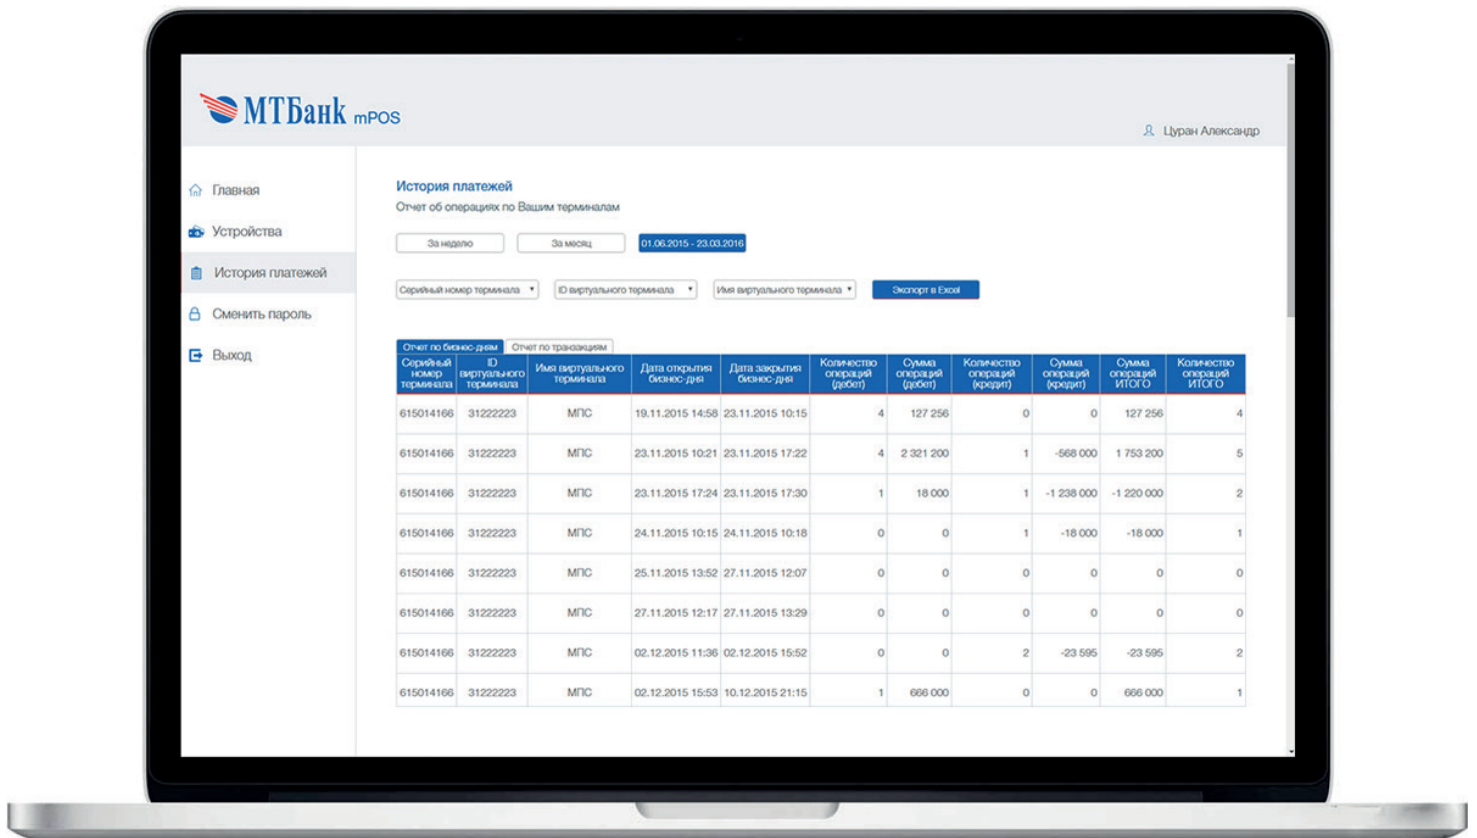 МТБанк mPOS
Цуран Александр
Главная
Устройства
История платежей
Сменить пароль
Выход
История платежей
Отчет об операциях по Вашим терминалам
За неделю За месяц 01.06.2015 - 23.03.2016
Серийный номер терминала ID виртуального терминала Имя виртуального терминала Экспорт в Excel
Отчет по бизнес-дням Отчет по транзакциям
Серийный номер терминала ID виртуального терминала Имя виртуального терминала Дата открытия бизнес-дня Дата закрытия бизнес-дня Количество операций (дебет) Сумма операций (дебет) Количество операций (кредит) Сумма операций (кредит) Сумма операций ИТОГО Количество операций ИТОГО
615014166 31222223 МПС 19.11.2015 14:58 23.11.2015 10:15 4 127 256 0 0 127 256 4
615014166 31222223 МПС 23.11.2015 10:21 23.11.2015 17:22 4 2 321 200 1 -568 000 1 753 200 5
615014166 31222223 МПС 23.11.2015 17:24 23.11.2015 17:30 1 18 000 1 -1 238 000 -1 220 000 2
615014166 31222223 МПС 24.11.2015 10:15 24.11.2015 10:18 0 0 1 -18 000 -18 000 1
615014166 31222223 МПС 25.11.2015 13:52 27.11.2015 12:07 0 0 0 0 0 0
615014166 31222223 МПС 27.11.2015 12:17 27.11.2015 13:29 0 0 0 0 0 0
615014166 31222223 МПС 02.12.2015 11:36 02.12.2015 15:52 0 0 2 -23 595 -23 595 2
615014166 31222223 МПС 02.12.2015 15:53 10.12.2015 21:15 1 666 000 0 0 666 000 1